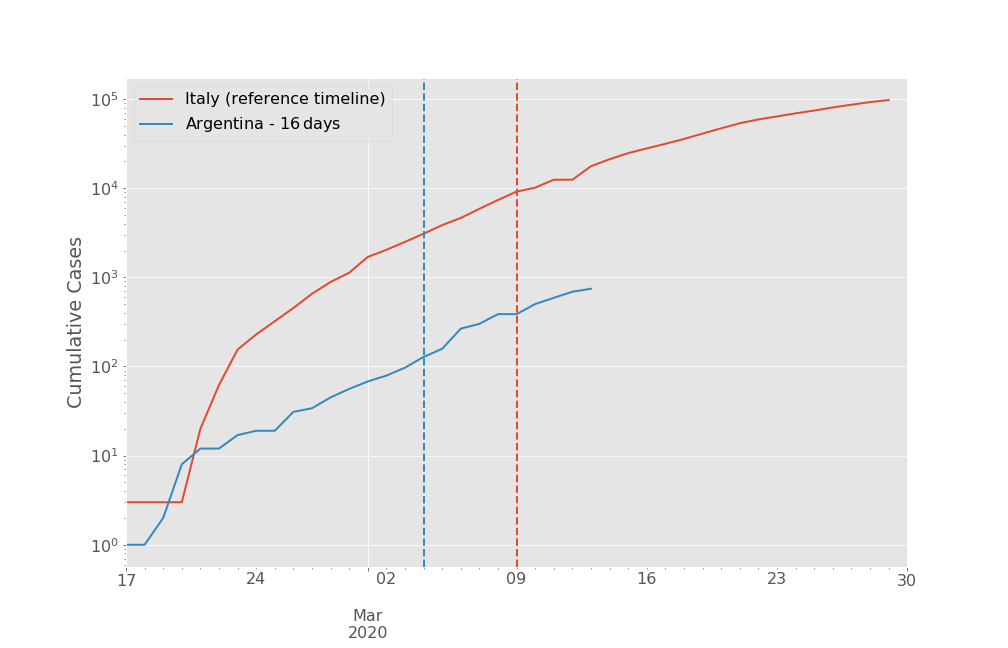 Italy (reference timeline)
Argentina - 16 days
Cumulative Cases
10⁵
10⁴
10³
10²
10¹
10⁰
17 24 02 09 16 23 30
Mar
2020